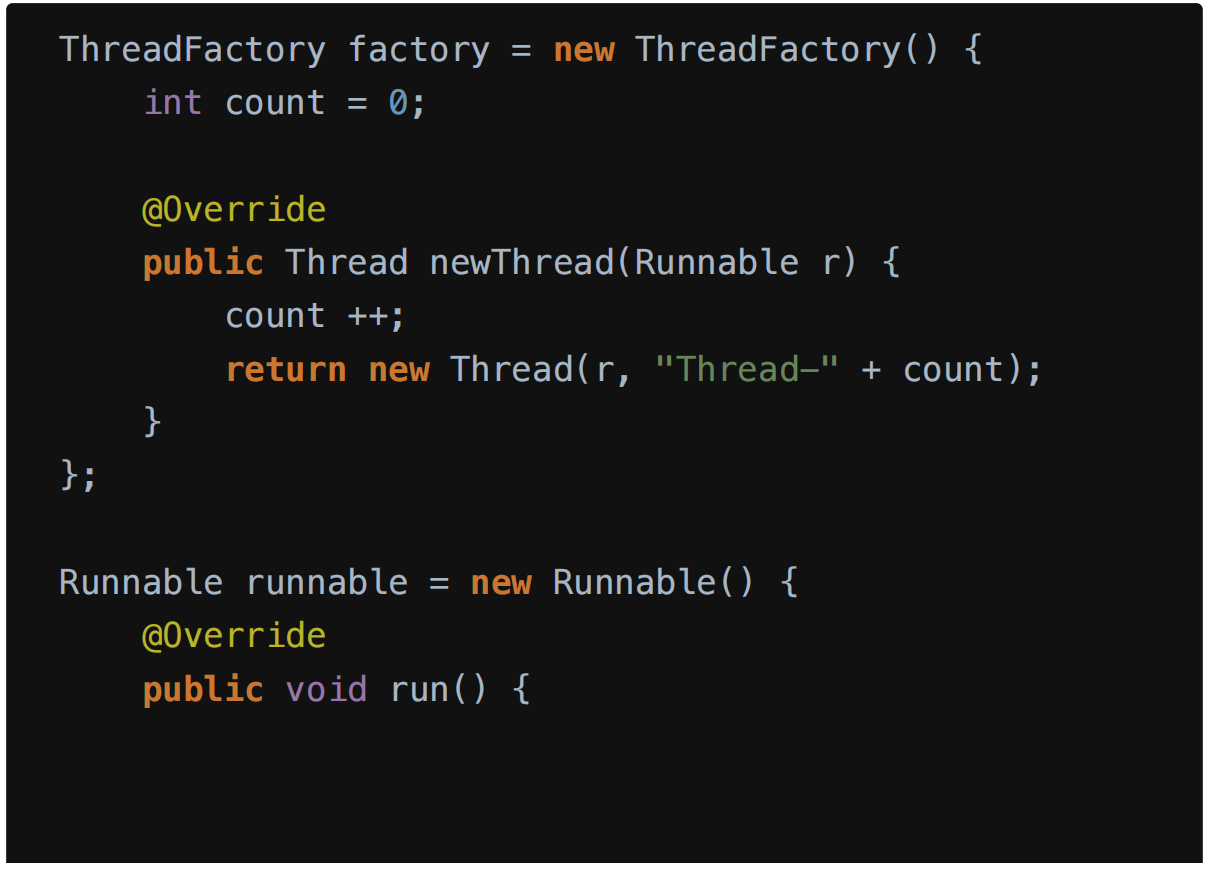 ThreadFactory factory = new ThreadFactory() {
    int count = 0;
    @Override
    public Thread newThread(Runnable r) {
        count ++;
        return new Thread(r, "Thread-" + count);
    }
};
Runnable runnable = new Runnable() {
    @Override
    public void run() {